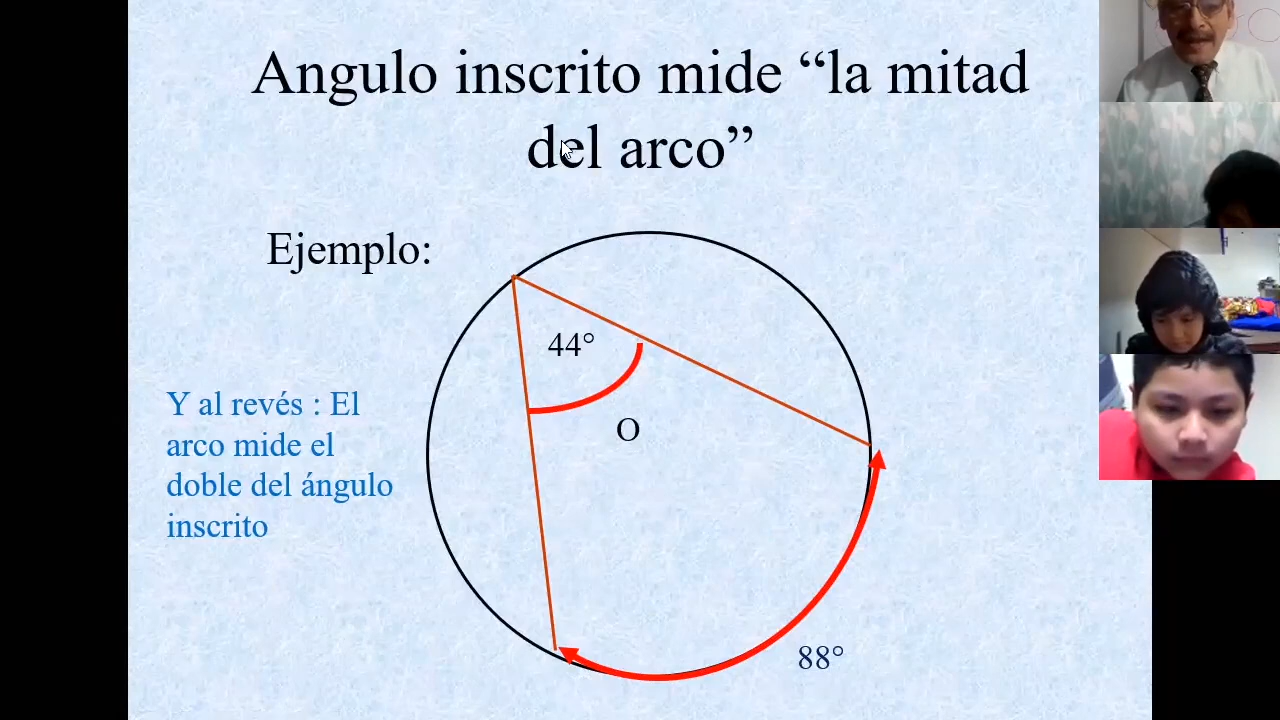 Angulo inscrito mide “la mitad
del arco”
Ejemplo:
44°
Y al revés : El
arco mide el
doble del ángulo
inscrito
O
88°